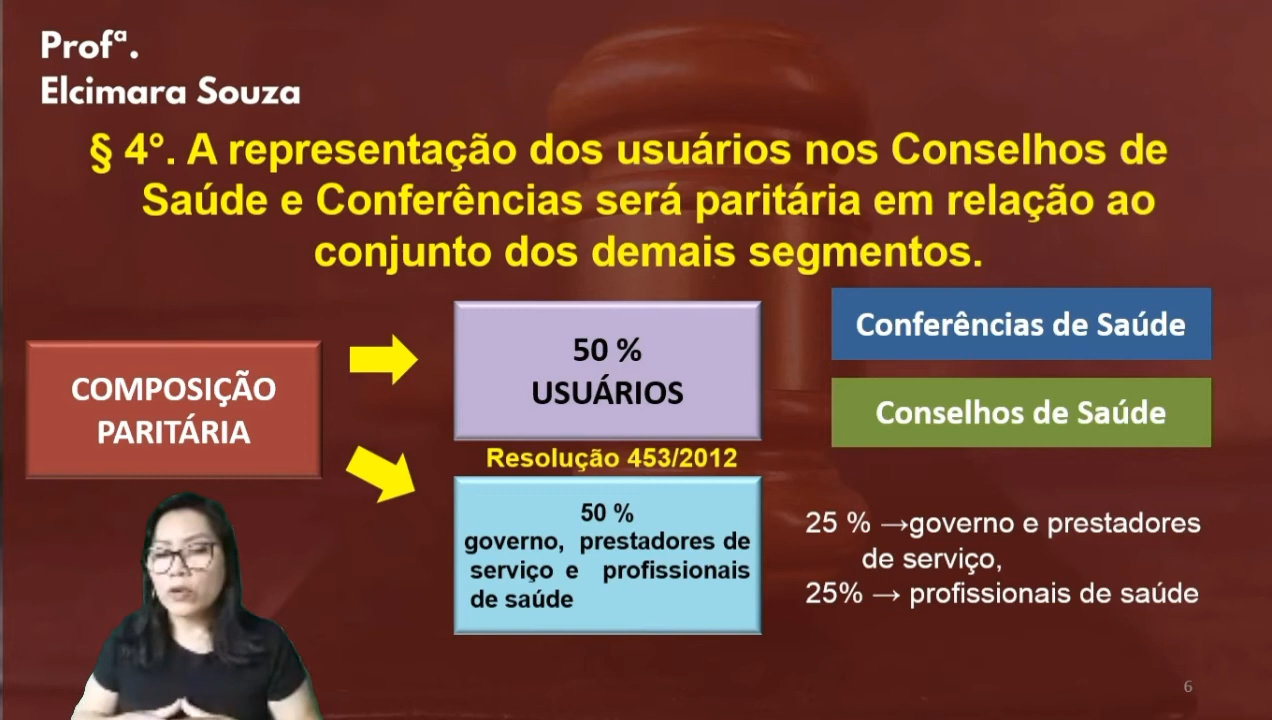 Profª.
Elcimara Souza
§ 4°. A representação dos usuários nos Conselhos de
Saúde e Conferências será paritária em relação ao
conjunto dos demais segmentos.
COMPOSIÇÃO
PARITÁRIA
50 %
USUÁRIOS
Resolução 453/2012
50 %
governo, prestadores de
serviço e profissionais
de saúde
Conferências de Saúde
Conselhos de Saúde
25 % →governo e prestadores
de serviço,
25% → profissionais de saúde
6